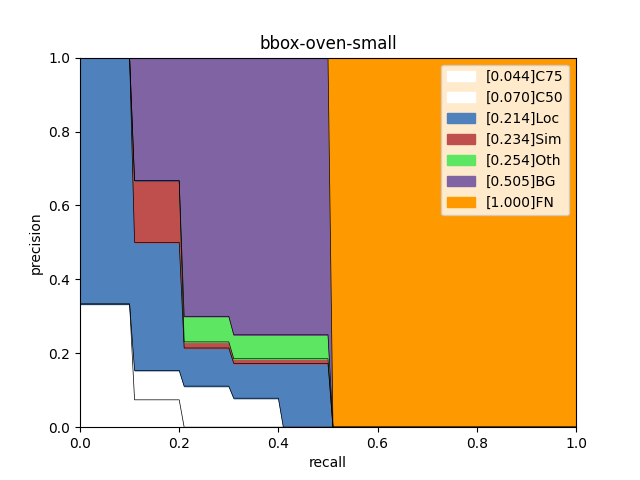 bbox-oven-small
1.0
0.8
0.6
0.4
0.2
0.0
precision
0.0 0.2 0.4 0.6 0.8 1.0
recall
[0.044]C75
[0.070]C50
[0.214]Loc
[0.234]Sim
[0.254]Oth
[0.505]BG
[1.000]FN